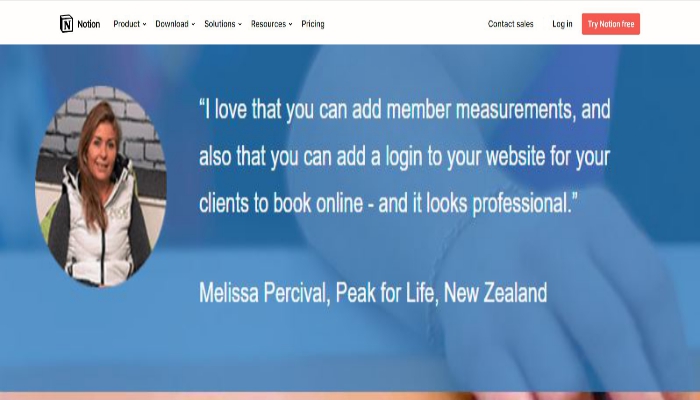 Notion Product Download Solutions Resources Pricing Contact sales Log in Try Notion free
“I love that you can add member measurements, and
also that you can add a login to your website for your
clients to book online - and it looks professional.”
Melissa Percival, Peak for Life, New Zealand